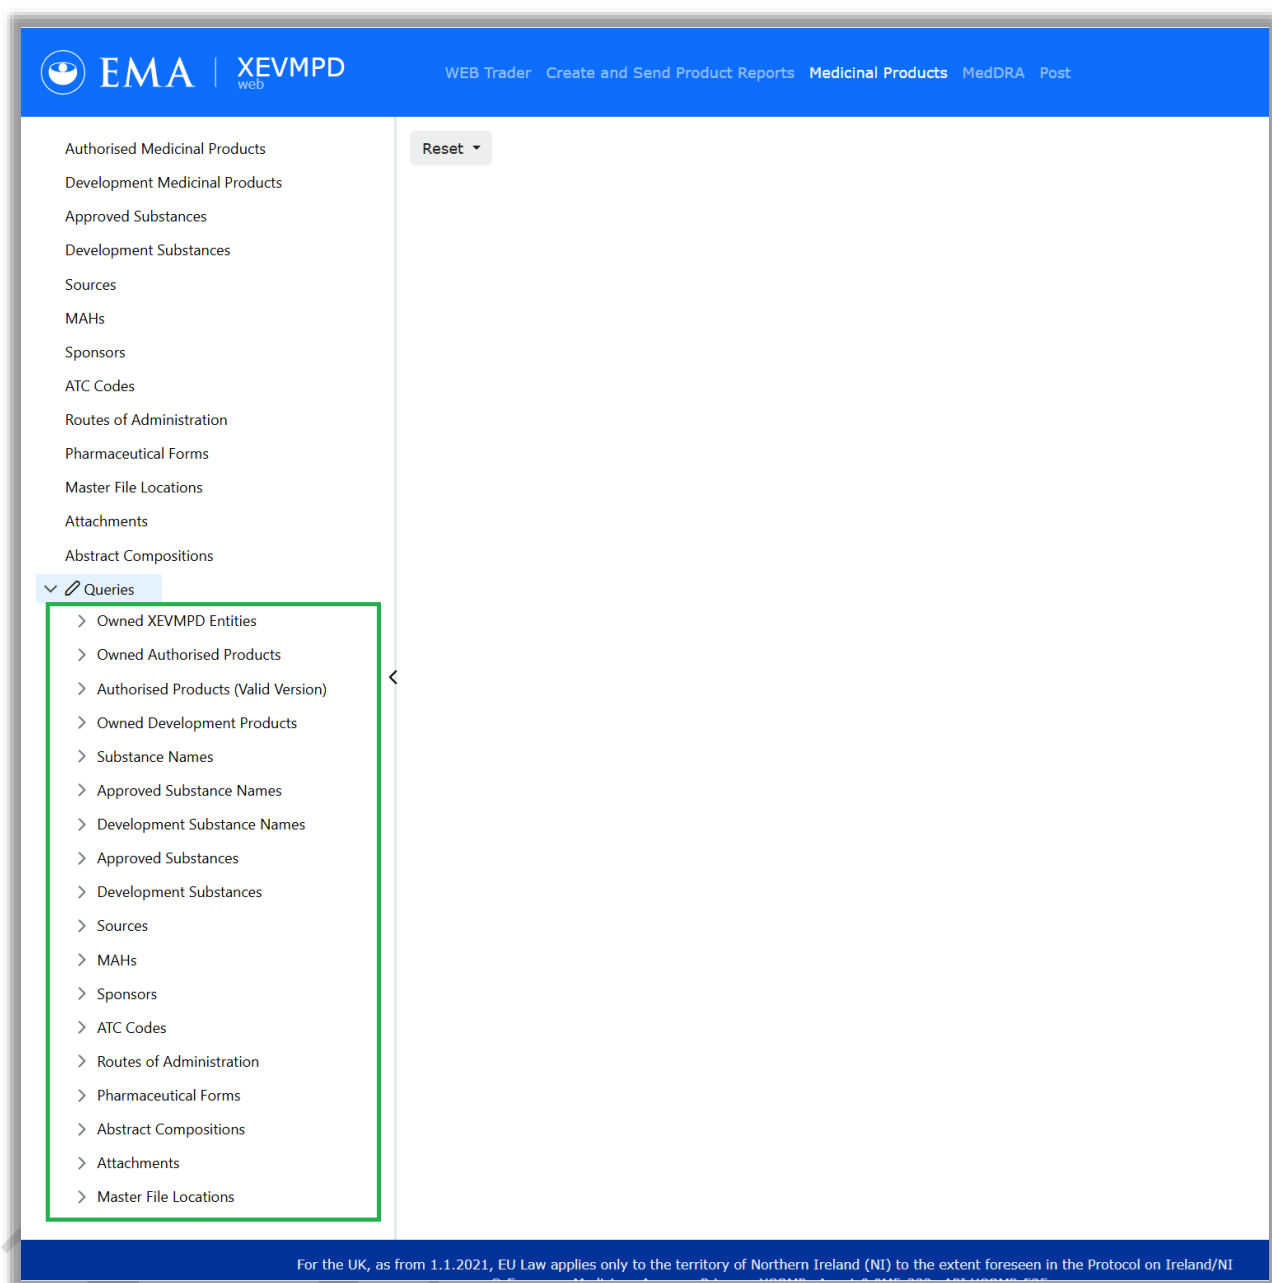 EMA XEVMPD
web
WEB Trader Create and Send Product Reports Medicinal Products MedDRA Post
Reset
Authorised Medicinal Products
Development Medicinal Products
Approved Substances
Development Substances
Sources
MAHs
Sponsors
ATC Codes
Routes of Administration
Pharmaceutical Forms
Master File Locations
Attachments
Abstract Compositions
Queries
Owned XEVMPD Entities
Owned Authorised Products
Authorised Products (Valid Version)
Owned Development Products
Substance Names
Approved Substance Names
Development Substance Names
Approved Substances
Development Substances
Sources
MAHs
Sponsors
ATC Codes
Routes of Administration
Pharmaceutical Forms
Abstract Compositions
Attachments
Master File Locations
For the UK, as from 1.1.2021, EU Law applies only to the territory of Northern Ireland (NI) to the extent foreseen in the Protocol on Ireland/NI